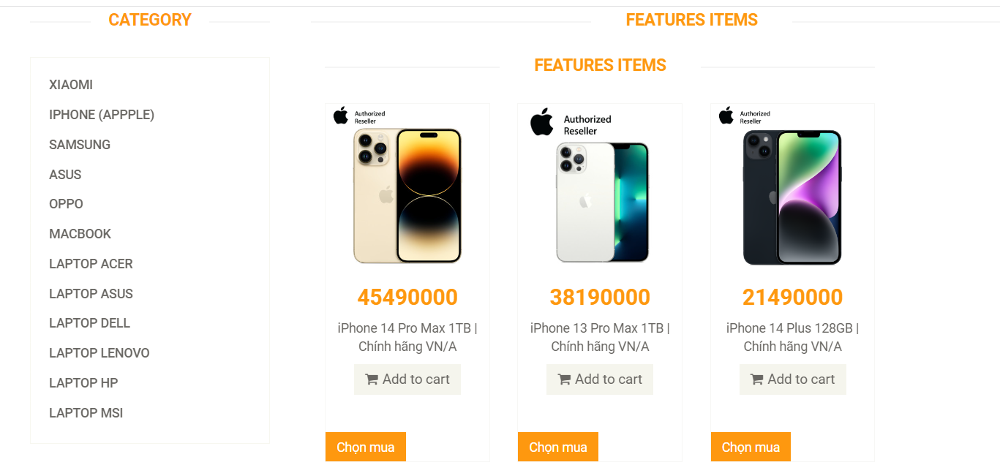 CATEGORY
XIAOMI
IPHONE (APPPLE)
SAMSUNG
ASUS
OPPO
MACBOOK
LAPTOP ACER
LAPTOP ASUS
LAPTOP DELL
LAPTOP LENOVO
LAPTOP HP
LAPTOP MSI
FEATURES ITEMS
FEATURES ITEMS
Authorized
Reseller
45490000
iPhone 14 Pro Max 1TB |
Chính hãng VN/A
Add to cart
Chọn mua
Authorized
Reseller
38190000
iPhone 13 Pro Max 1TB |
Chính hãng VN/A
Add to cart
Chọn mua
Authorized
Reseller
21490000
iPhone 14 Plus 128GB |
Chính hãng VN/A
Add to cart
Chọn mua